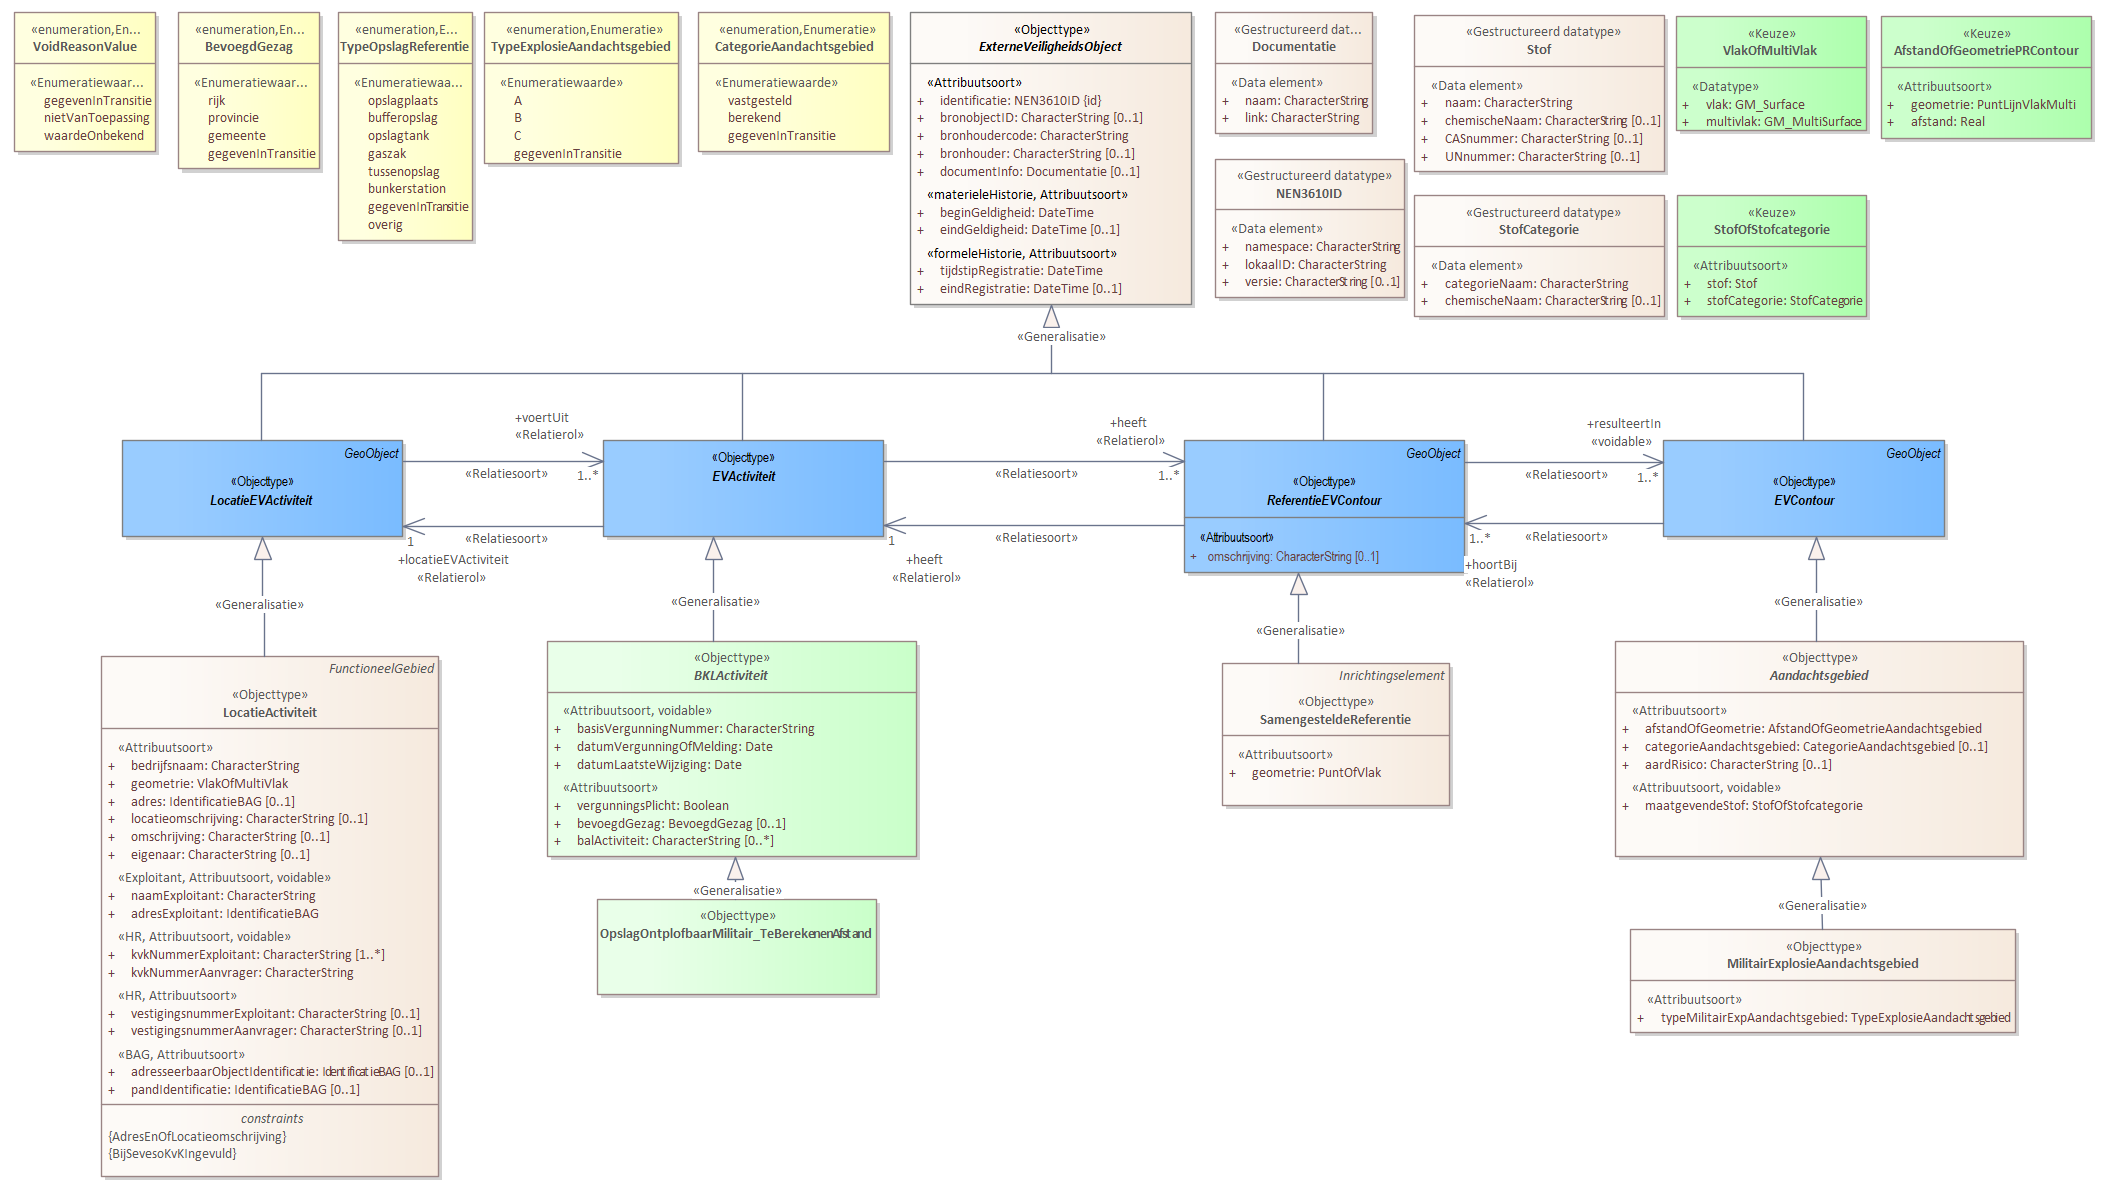 «enumeration,En...
VoidReasonValue
«Enumeratiewaar...
gegevenInTransitie
nietVanToepassing
waardeOnbekend
«enumeration,En...
BevoegdGezag
«Enumeratiewaar...
rijk
provincie
gemeente
gegevenInTransitie
«enumeration,E...
TypeOpslagReferentie
«Enumeratiewaa...
opslagplaats
bufferopslag
opslagtank
gaszak
tussenopslag
bunkerstation
gegevenInTransitie
overig
«enumeration,Enumeratie»
TypeExplosieAandachtsgebied
«Enumeratiewaarde»
A
B
C
gegevenInTransitie
«enumeration,Enumeratie»
CategorieAandachtsgebied
«Enumeratiewaarde»
vastgesteld
berekend
gegevenInTransitie
«Objecttype»
ExterneVeiligheidsObject
«Attribuutsoort»
+ identificatie: NEN3610ID {id}
+ bronobjectID: CharacterString [0..1]
+ bronhoudercode: CharacterString
+ bronhouder: CharacterString [0..1]
+ documentInfo: Documentatie [0..1]
«materieleHistorie, Attribuutsoort»
+ beginGeldigheid: DateTime
+ eindGeldigheid: DateTime [0..1]
«formeleHistorie, Attribuutsoort»
+ tijdstipRegistratie: DateTime
+ eindRegistratie: DateTime [0..1]
«Gestructureerd dat...
Documentatie
«Data element»
+ naam: CharacterString
+ link: CharacterString
«Gestructureerd datatype»
NEN3610ID
«Data element»
+ namespace: CharacterString
+ lokaalID: CharacterString
+ versie: CharacterString [0..1]
«Gestructureerd datatype»
Stof
«Data element»
+ naam: CharacterString
+ chemischeNaam: CharacterString [0..1]
+ CASnummer: CharacterString [0..1]
+ UNnummer: CharacterString [0..1]
«Gestructureerd datatype»
StofCategorie
«Data element»
+ categorieNaam: CharacterString
+ chemischeNaam: CharacterString [0..1]
«Keuze»
VlakOfMultiVlak
«Datatype»
+ vlak: GM_Surface
+ multivlak: GM_MultiSurface
«Keuze»
StofOfStofcategorie
«Attribuutsoort»
+ stof: Stof
+ stofCategorie: StofCategorie
«Keuze»
AfstandOfGeometriePRContour
«Attribuutsoort»
+ geometrie: PuntLijnVlakMulti
+ afstand: Real
«Generalisatie»
GeoObject
«Objecttype»
LocatieEVActiviteit
+voertUit
«Relatierol»
«Relatiesoort»
1..*
«Relatiesoort»
1
+locatieEVActiviteit
«Relatierol»
«Objecttype»
EVActiviteit
+heeft
«Relatierol»
«Relatiesoort»
1..*
«Relatiesoort»
1
+heeft
«Relatierol»
GeoObject
«Objecttype»
ReferentieEVContour
«Attribuutsoort»
+ omschrijving: CharacterString [0..1]
+resulteertIn
«voidable»
«Relatiesoort»
1..*
«Relatiesoort»
1..*
+hoortBij
«Relatierol»
GeoObject
«Objecttype»
EVContour
«Generalisatie»
«Generalisatie»
«Generalisatie»
«Generalisatie»
FunctioneelGebied
«Objecttype»
LocatieActiviteit
«Attribuutsoort»
+ bedrijfsnaam: CharacterString
+ geometrie: VlakOfMultiVlak
+ adres: IdentificatieBAG [0..1]
+ locatieomschrijving: CharacterString [0..1]
+ omschrijving: CharacterString [0..1]
+ eigenaar: CharacterString [0..1]
«Exploitant, Attribuutsoort, voidable»
+ naamExploitant: CharacterString
+ adresExploitant: IdentificatieBAG
«HR, Attribuutsoort, voidable»
+ kvkNummerExploitant: CharacterString [1..*]
+ kvkNummerAanvrager: CharacterString
«HR, Attribuutsoort»
+ vestigingsnummerExploitant: CharacterString [0..1]
+ vestigingsnummerAanvrager: CharacterString [0..1]
«BAG, Attribuutsoort»
+ adresseerbaarObjectIdentificatie: IdentificatieBAG [0..1]
+ pandIdentificatie: IdentificatieBAG [0..1]
constraints
{AdresEnOfLocatieomschrijving}
{BijSevesoKvKIngevuld}
«Objecttype»
BKLActiviteit
«Attribuutsoort, voidable»
+ basisVergunningNummer: CharacterString
+ datumVergunningOfMelding: Date
+ datumLaatsteWijziging: Date
«Attribuutsoort»
+ vergunningsPlicht: Boolean
+ bevoegdGezag: BevoegdGezag [0..1]
+ balActiviteit: CharacterString [0..*]
«Generalisatie»
«Objecttype»
OpslagOntplofbaarMilitair_TeBerekenenAfstand
Inrichtingselement
«Objecttype»
SamengesteldeReferentie
«Attribuutsoort»
+ geometrie: PuntOfVlak
«Objecttype»
Aandachtsgebied
«Attribuutsoort»
+ afstandOfGeometrie: AfstandOfGeometrieAandachtsgebied
+ categorieAandachtsgebied: CategorieAandachtsgebied [0..1]
+ aardRisico: CharacterString [0..1]
«Attribuutsoort, voidable»
+ maatgevendeStof: StofOfStofcategorie
«Generalisatie»
«Objecttype»
MilitairExplosieAandachtsgebied
«Attribuutsoort»
+ typeMilitairExpAandachtsgebied: TypeExplosieAandachtsgebied